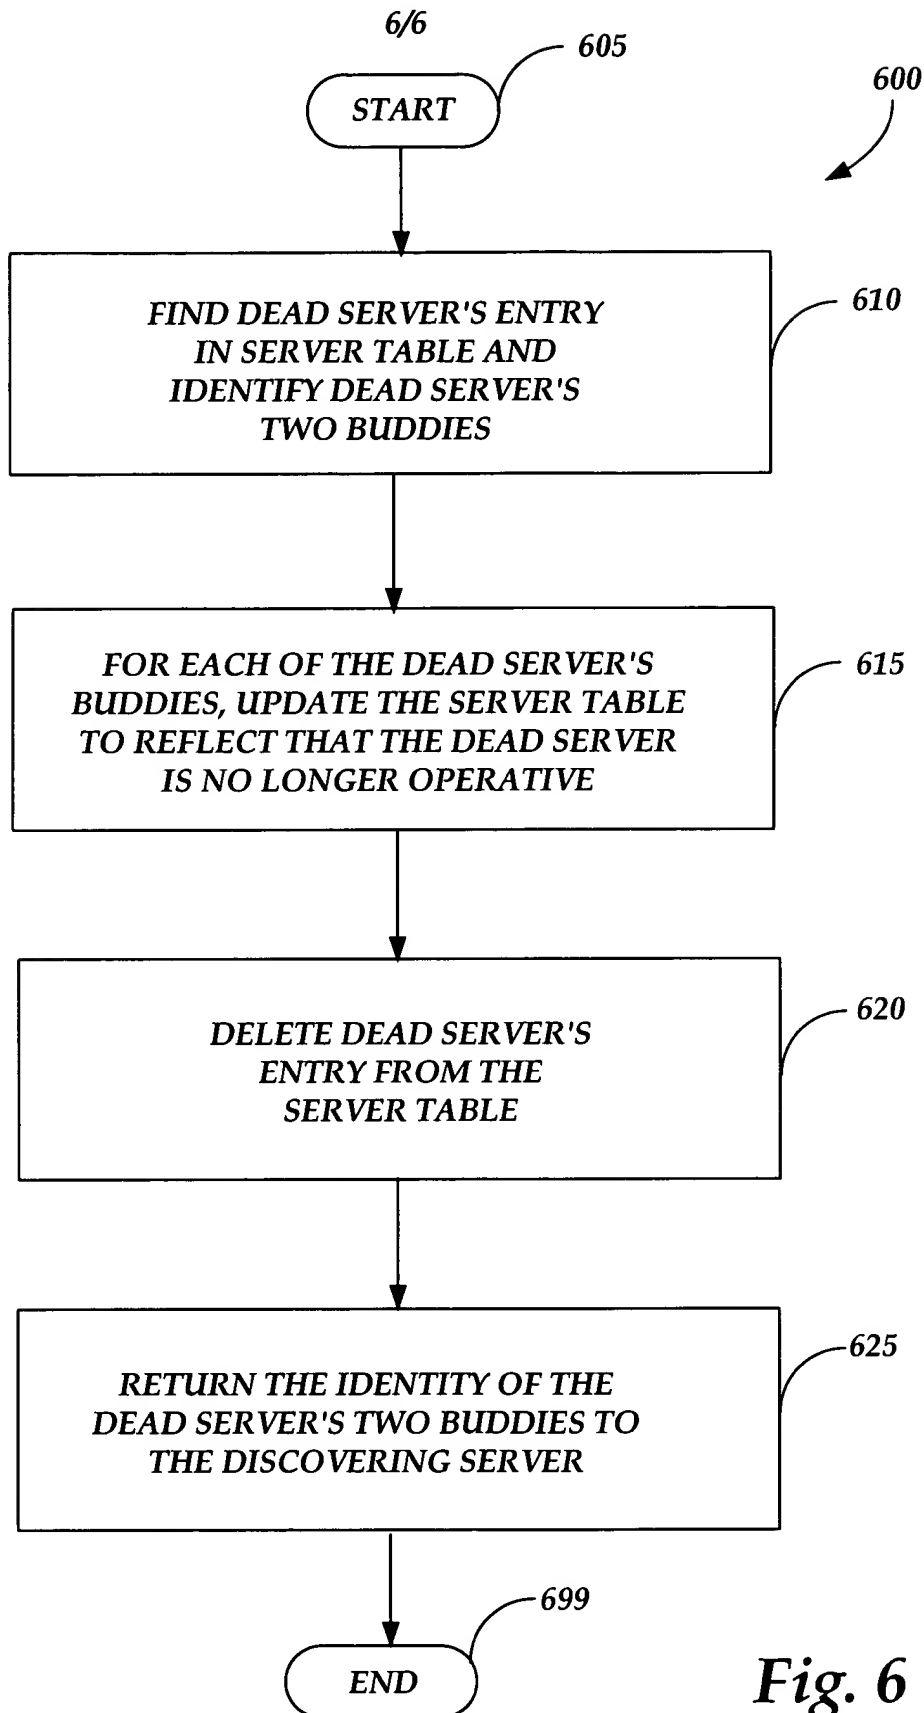 6/6
605
START
600
FIND DEAD SERVER'S ENTRY
IN SERVER TABLE AND
IDENTIFY DEAD SERVER'S
TWO BUDDIES
610
FOR EACH OF THE DEAD SERVER'S
BUDDIES, UPDATE THE SERVER TABLE
TO REFLECT THAT THE DEAD SERVER
IS NO LONGER OPERATIVE
615
DELETE DEAD SERVER'S
ENTRY FROM THE
SERVER TABLE
620
RETURN THE IDENTITY OF THE
DEAD SERVER'S TWO BUDDIES TO
THE DISCOVERING SERVER
625
699
END
Fig. 6